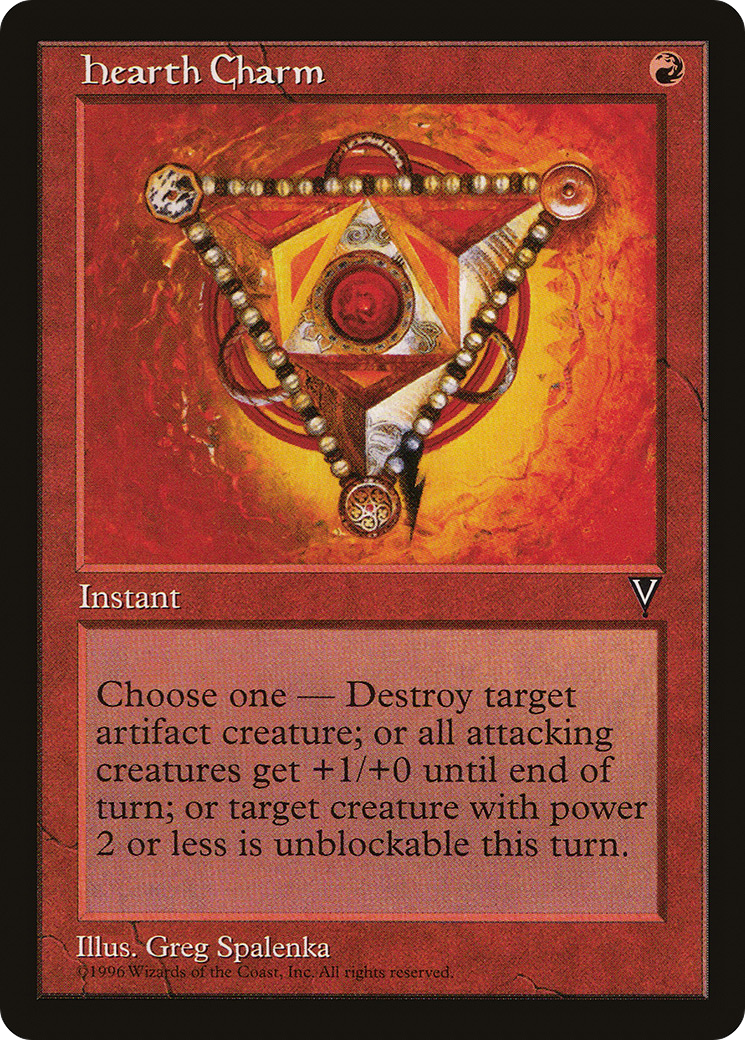 Hearth Charm
Instant
V
Choose one — Destroy target
artifact creature; or all attacking
creatures get +1/+0 until end of
turn; or target creature with power
2 or less is unblockable this turn.
Illus. Greg Spalenka
©1996 Wizards of the Coast, Inc. All rights reserved.